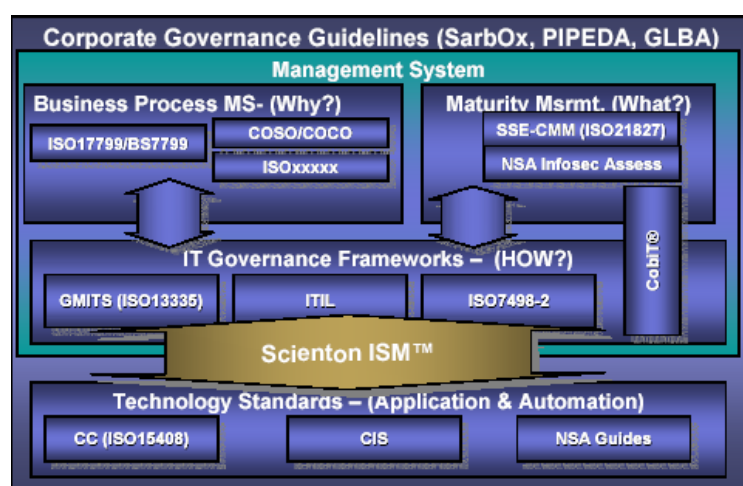 Corporate Governance Guidelines (SarbOx, PIPEDA, GLBA)
Management System
Business Process MS- (Why?)
ISO17799/BS7799
COSO/COCO
ISOxxxxx
Maturity Msrmt. (What?)
SSE-CMM (ISO21827)
NSA Infosec Assess
CobiT®
IT Governance Frameworks – (HOW?)
GMITS (ISO13335)
ITIL
ISO7498-2
Scienton ISM™
Technology Standards – (Application & Automation)
CC (ISO15408)
CIS
NSA Guides